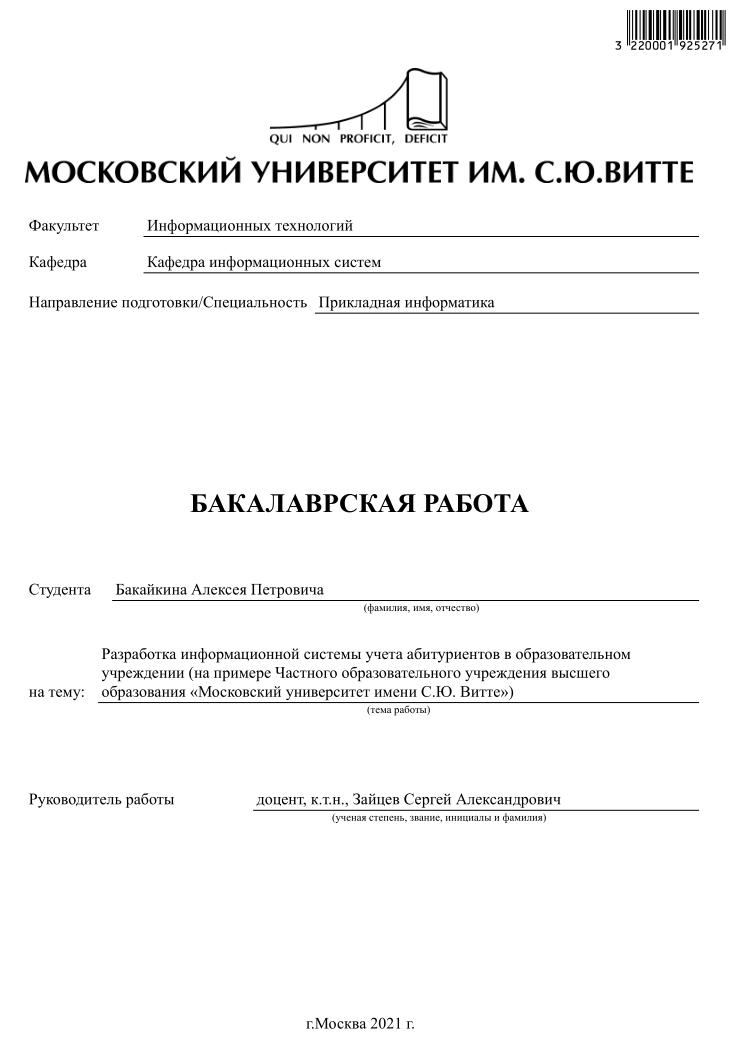 3 220001 925271
QUI NON PROFICIT, DEFICIT
МОСКОВСКИЙ УНИВЕРСИТЕТ ИМ. С.Ю.ВИТТЕ
Факультет Информационных технологий
Кафедра Кафедра информационных систем
Направление подготовки/Специальность Прикладная информатика
БАКАЛАВРСКАЯ РАБОТА
Студента Бакайкина Алексея Петровича
(фамилия, имя, отчество)
Разработка информационной системы учета абитуриентов в образовательном
учреждении (на примере Частного образовательного учреждения высшего
на тему: образования «Московский университет имени С.Ю. Витте»)
(тема работы)
Руководитель работы доцент, к.т.н., Зайцев Сергей Александрович
(ученая степень, звание, инициалы и фамилия)
г.Москва 2021 г.